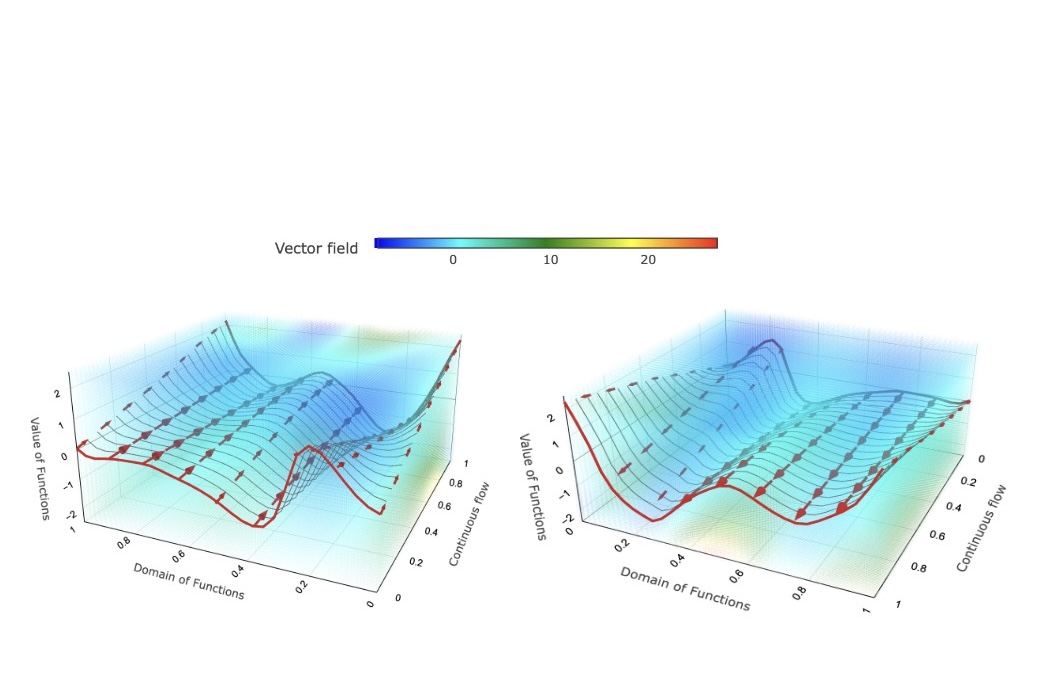 Vector field
0 10 20
2
1
0
-1
-2
Value of Functions
1 0.8 0.6 0.4 0.2 0
Domain of Functions
0 0.2 0.4 0.6 0.8 1
Continuous flow
2
1
0
-1
-2
Value of Functions
0 0.2 0.4 0.6 0.8 1
Domain of Functions
0
0.2
0.4
0.6
0.8
1
Continuous flow